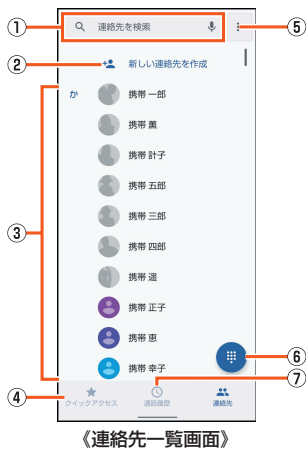 ① 連絡先を検索 ⑤
② 新しい連絡先を作成
か 携帯 一郎
携帯 薫
携帯 計子
携帯 五郎
③ 携帯 三郎
携帯 四郎
携帯 遥
携帯 正子
携帯 恵
⑥
携帯 幸子
⑦
④ クイックアクセス 通話履歴 連絡先
《連絡先一覧画面》